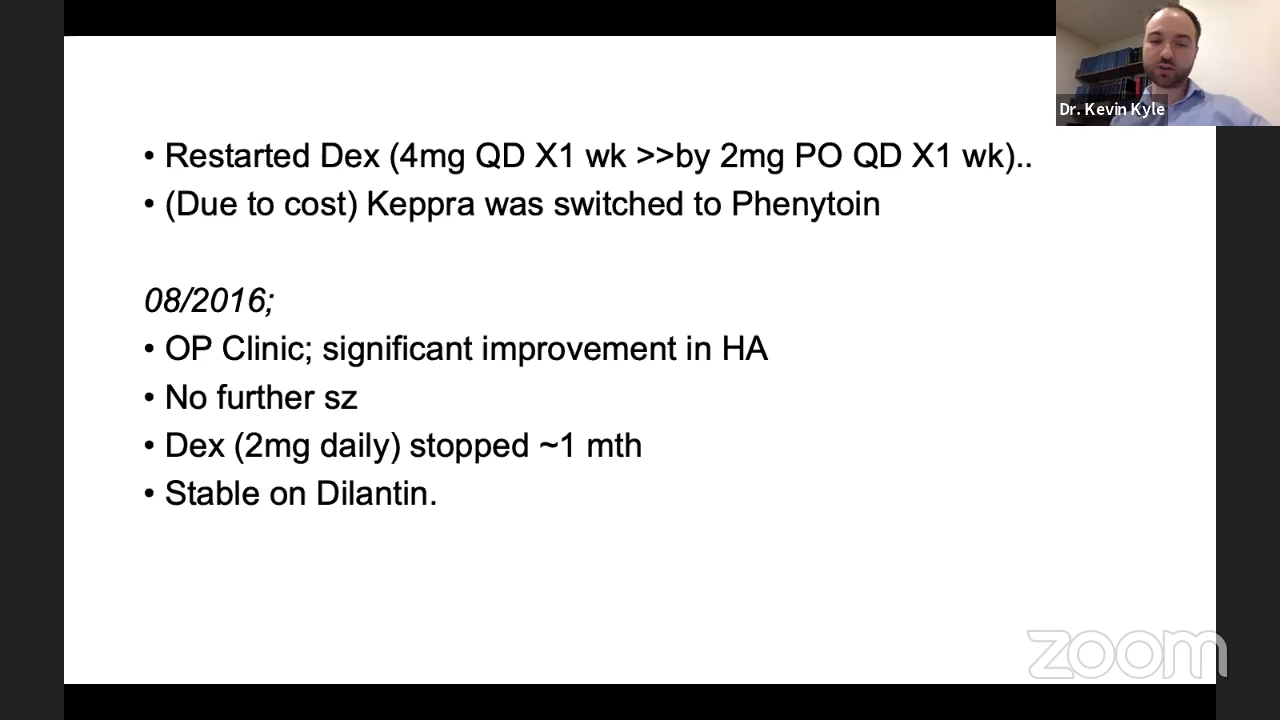 Dr. Kevin Kyle
• Restarted Dex (4mg QD X1 wk >>by 2mg PO QD X1 wk)..
• (Due to cost) Keppra was switched to Phenytoin
08/2016;
• OP Clinic; significant improvement in HA
• No further sz
• Dex (2mg daily) stopped ~1 mth
• Stable on Dilantin.
zoom